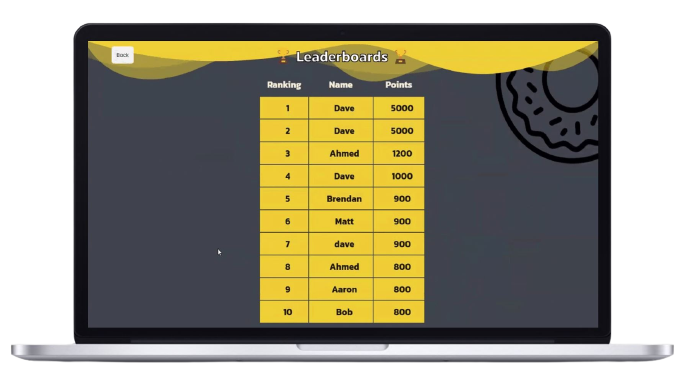 Back
Leaderboards
Ranking Name Points
1 Dave 5000
2 Dave 5000
3 Ahmed 1200
4 Dave 1000
5 Brendan 900
6 Matt 900
7 dave 900
8 Ahmed 800
9 Aaron 800
10 Bob 800